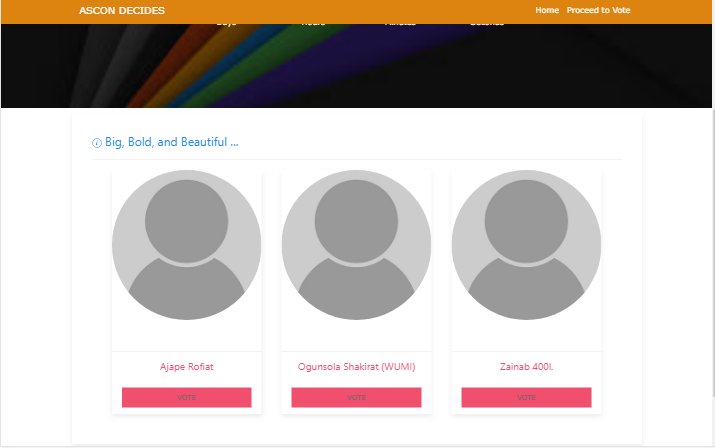 ASCON DECIDES
Home Proceed to Vote
Days Hours Minutes Seconds
Big, Bold, and Beautiful ...
Ajape Rofiat Ogunsola Shakirat (WUMI) Zainab 400l.
VOTE VOTE VOTE